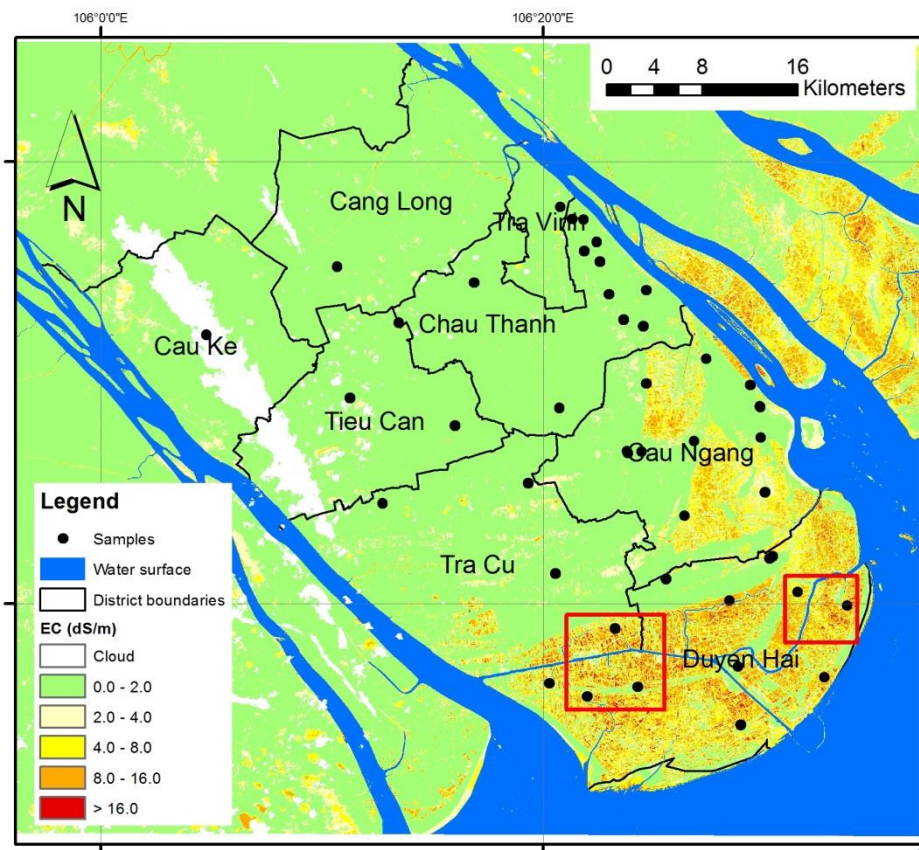 106°0'0"E
106°20'0"E
0 4 8 16
Kilometers
N
Cang Long
Tra Vinh
Chau Thanh
Cau Ke
Tieu Can
Cau Ngang
Tra Cu
Duyen Hai
Legend
Samples
Water surface
District boundaries
EC (dS/m)
Cloud
0.0 - 2.0
2.0 - 4.0
4.0 - 8.0
8.0 - 16.0
> 16.0